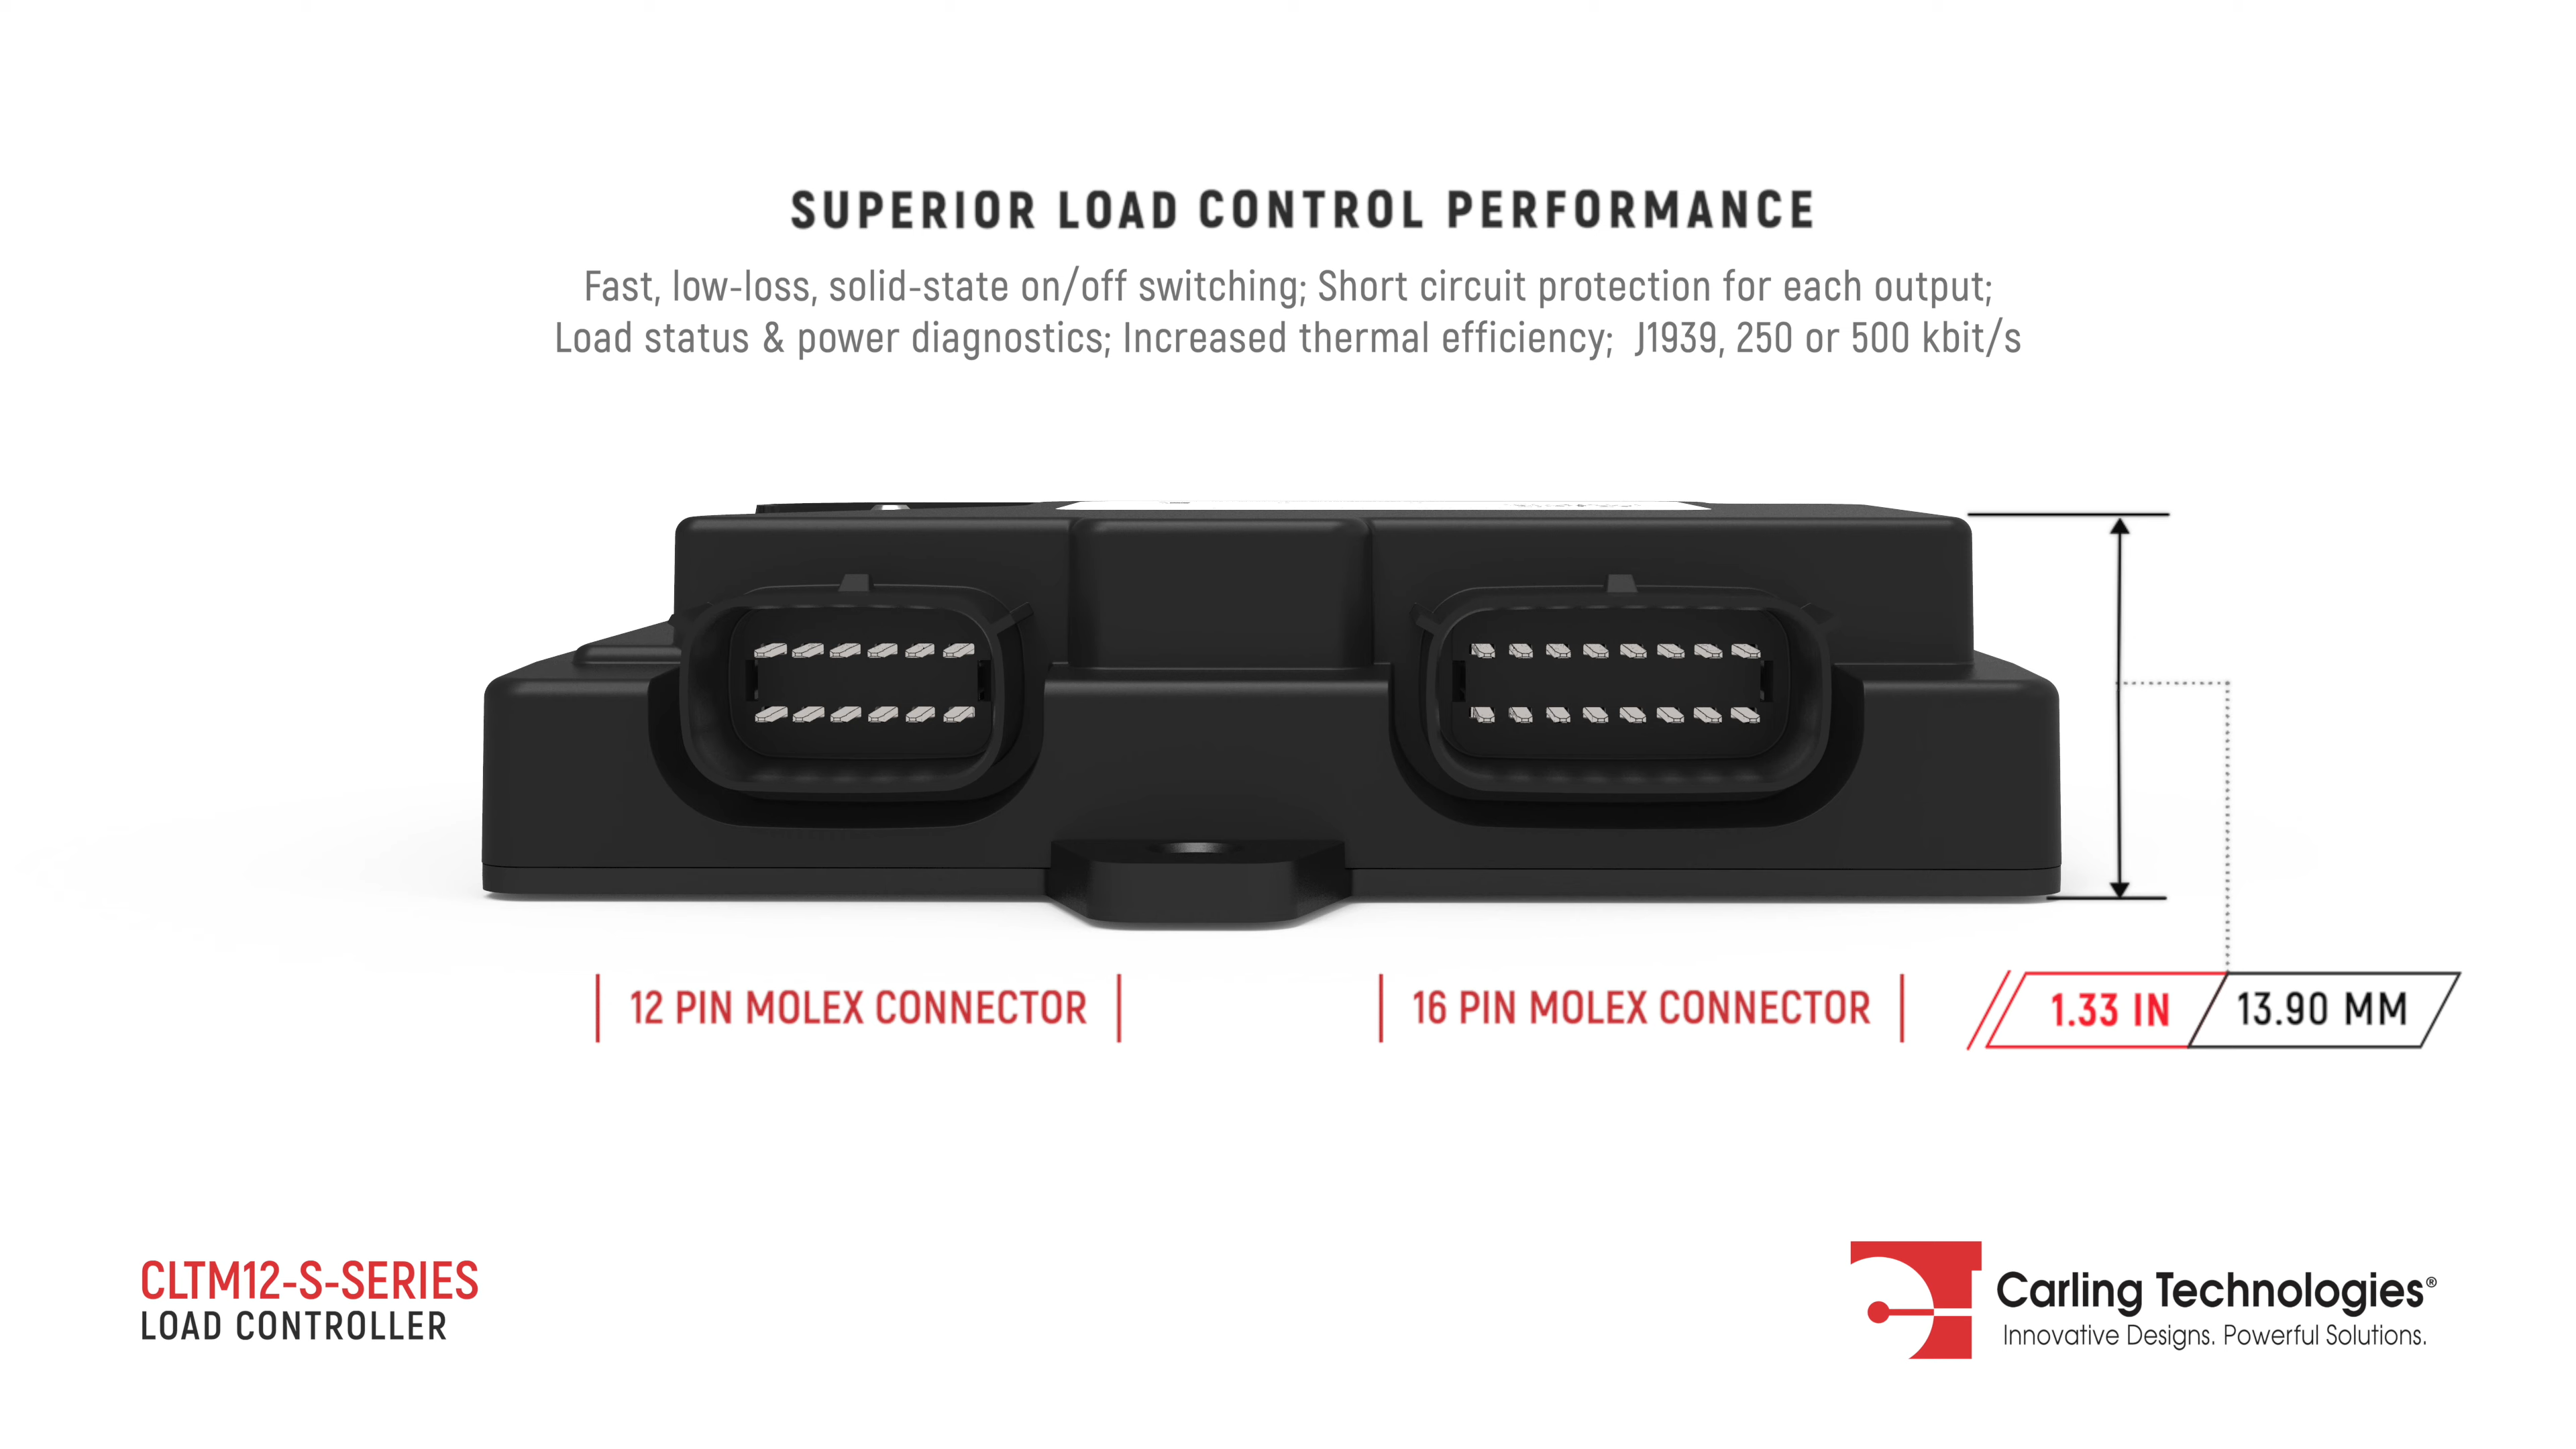 SUPERIOR LOAD CONTROL PERFORMANCE
Fast, low-loss, solid-state on/off switching; Short circuit protection for each output;
Load status & power diagnostics; Increased thermal efficiency; J1939, 250 or 500 kbit/s
12 PIN MOLEX CONNECTOR
16 PIN MOLEX CONNECTOR
1.33 IN
13.90 MM
CLTM12-S-SERIES
LOAD CONTROLLER
Carling Technologies®
Innovative Designs. Powerful Solutions.